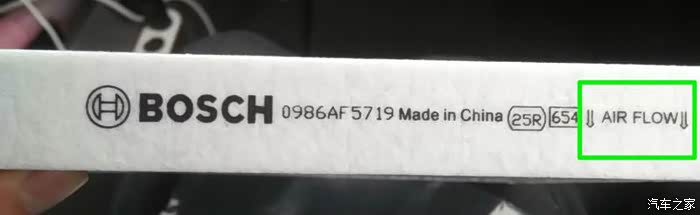 BOSCH 0986AF5719 Made in China 25R 654 ⇓ AIR FLOW ⇓
汽车之家